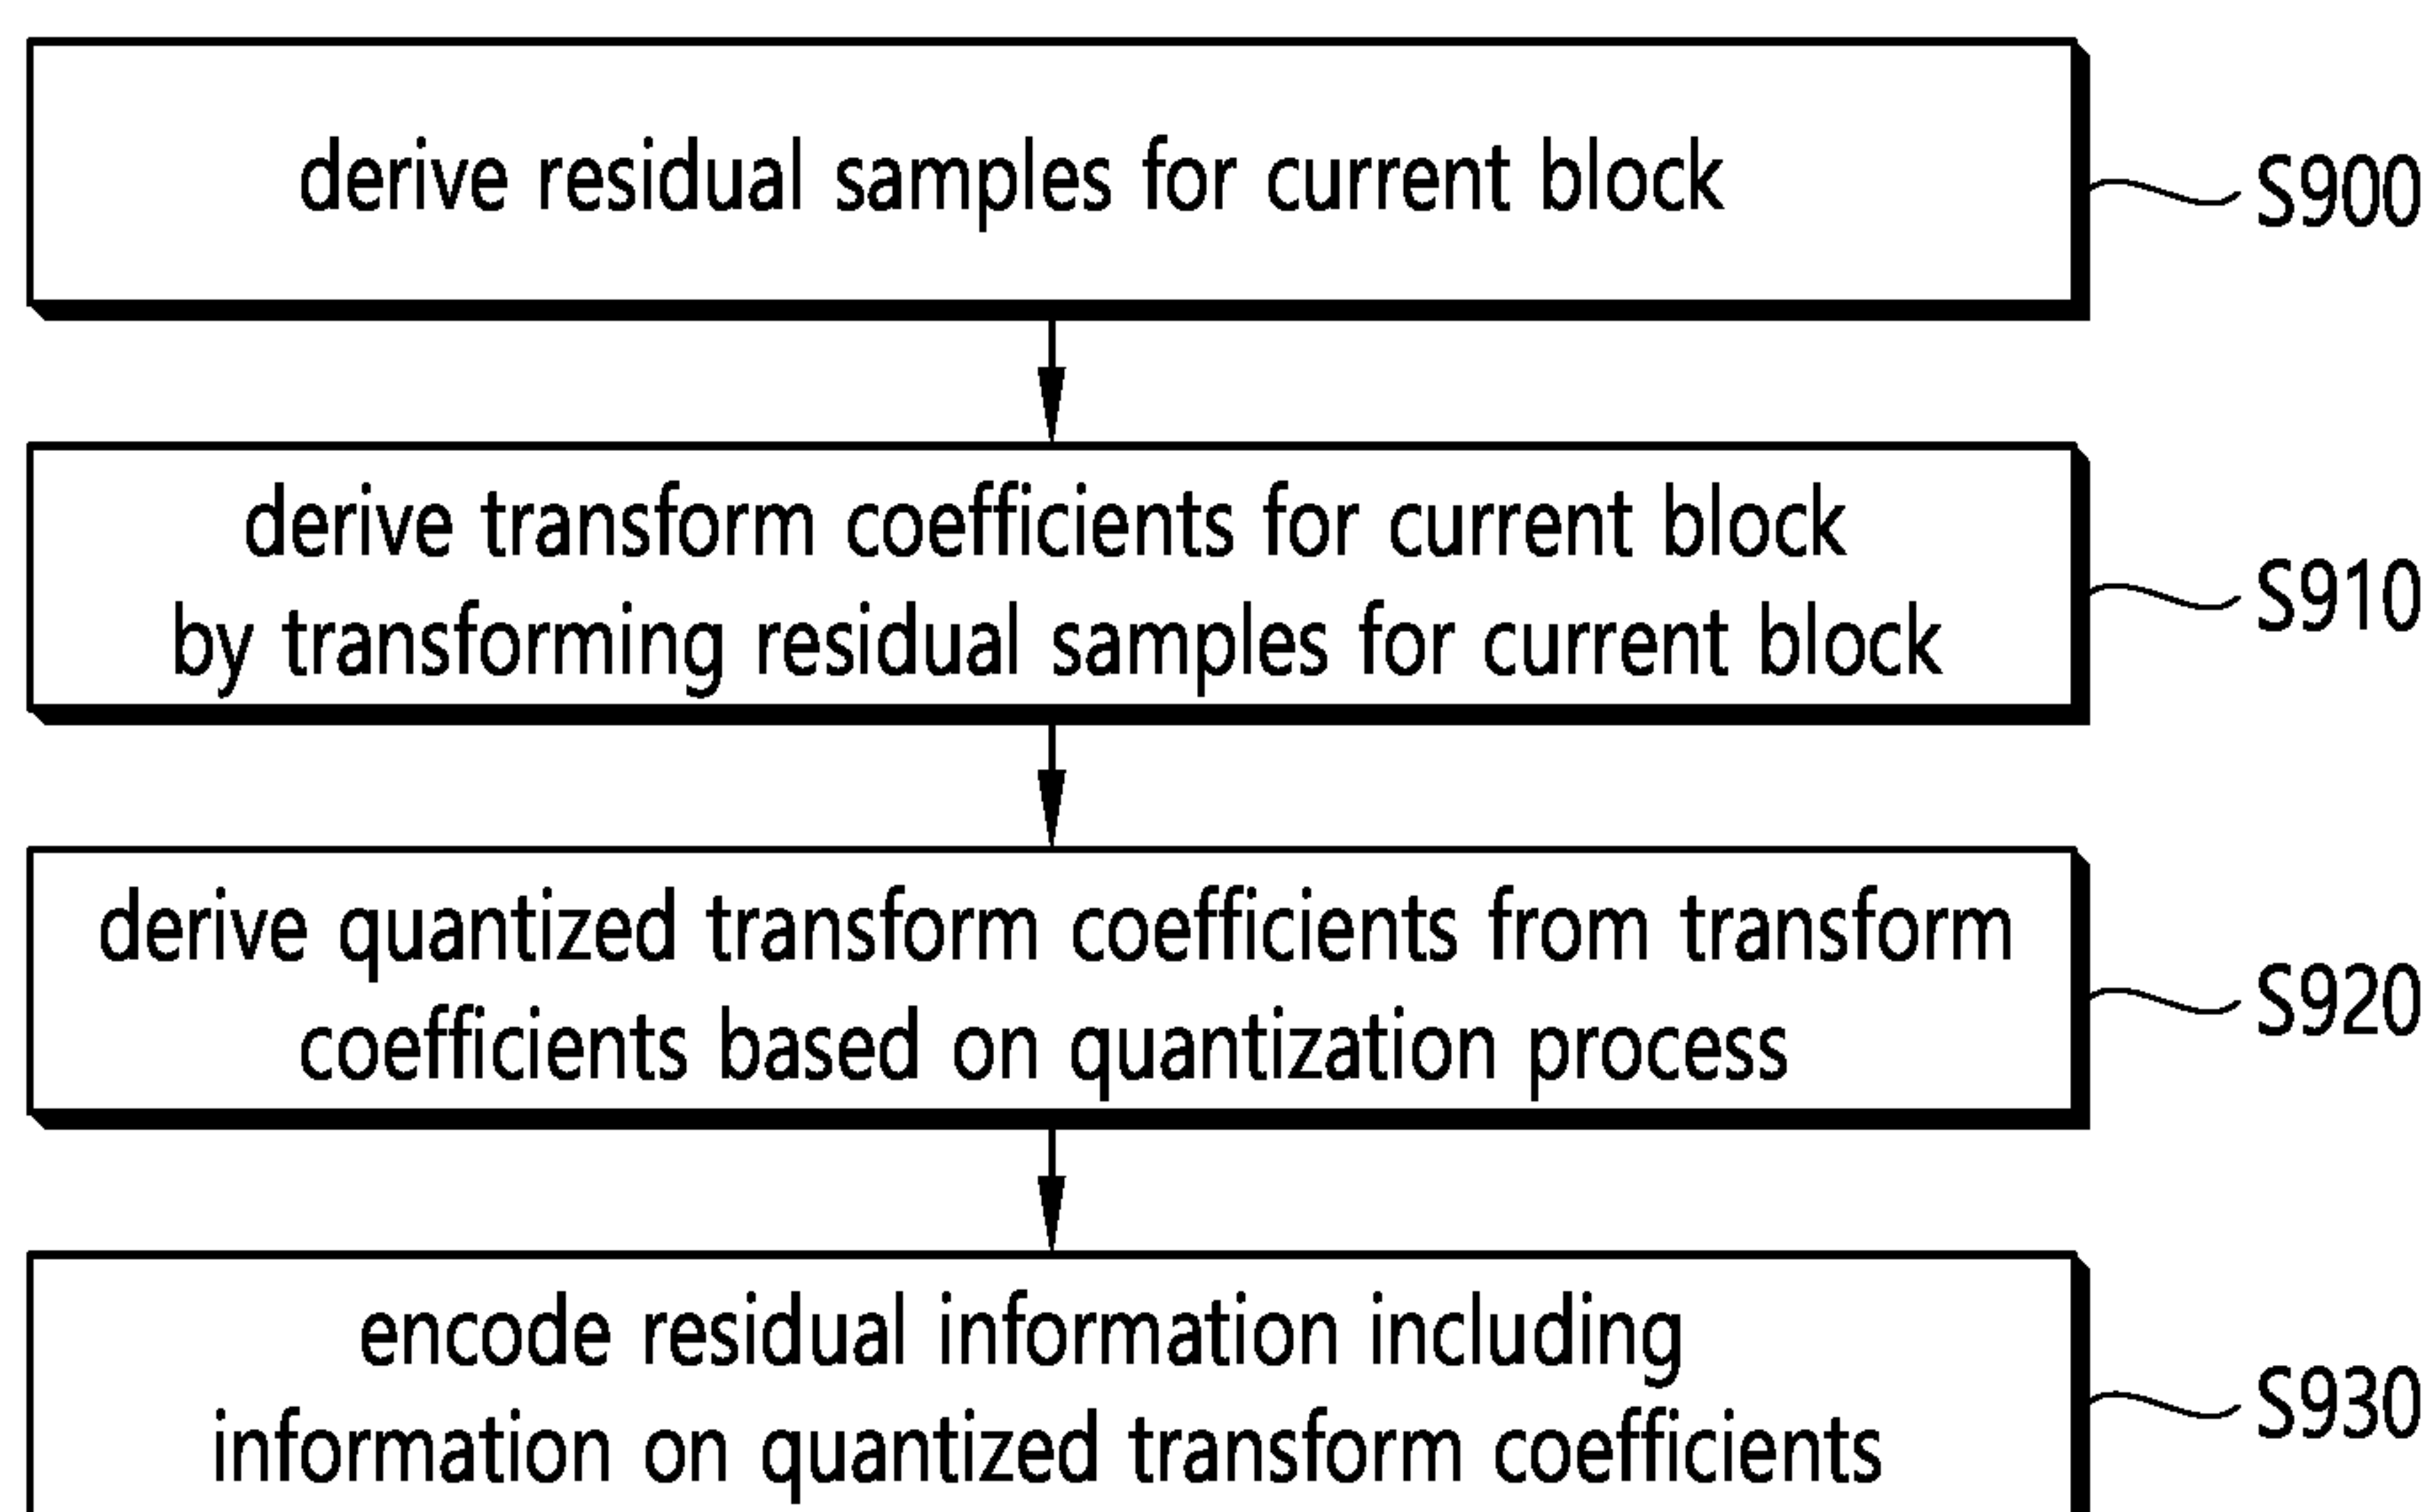 derive residual samples for current block
S900
derive transform coefficients for current block
by transforming residual samples for current block
S910
derive quantized transform coefficients from transform
coefficients based on quantization process
S920
encode residual information including
information on quantized transform coefficients
S930